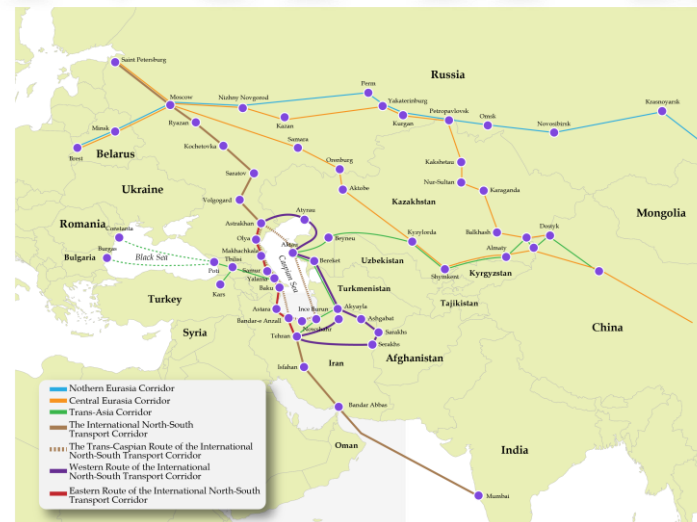 Saint Petersburg
Russia
Perm
Krasnoyarsk
Moscow
Nizhny Novgorod
Yakaterinburg
Petropavlovsk
Omsk
Novosibirsk
Minsk
Ryazan
Kazan
Kurgan
Brest
Belarus
Kochetovka
Samara
Orenburg
Kakshetau
Ukraine
Saratov
Aktobe
Nur-Sultan
Karaganda
Volgograd
Kazakhstan
Mongolia
Romania
Constanta
Astrakhan
Atyrau
Kyzylorda
Balkhash
Dostyk
Burgas
Bulgaria
Black Sea
Olya
Aktau
Beyneu
Almaty
Makhachkala
Tbilisi
Poti
Samur
Yalama
Caspian Sea
Bereket
Uzbekistan
Shymkent
Kyrgyzstan
Kars
Baku
Turkmenistan
Tajikistan
Turkey
Astara
Ince Burun
Akyayla
China
Bandar-e Anzali
Nowshahr
Ashgabat
Syria
Tehran
Sarakhs
Serakhs
Isfahan
Iran
Afghanistan
Nothern Eurasia Corridor
Central Eurasia Corridor
Trans-Asia Corridor
The International North-South
Transport Corridor
The Trans-Caspian Route of the International
North-South Transport Corridor
Western Route of the International
North-South Transport Corridor
Eastern Route of the International North-South
Transport Corridor
Bandar Abbas
Oman
India
Mumbai